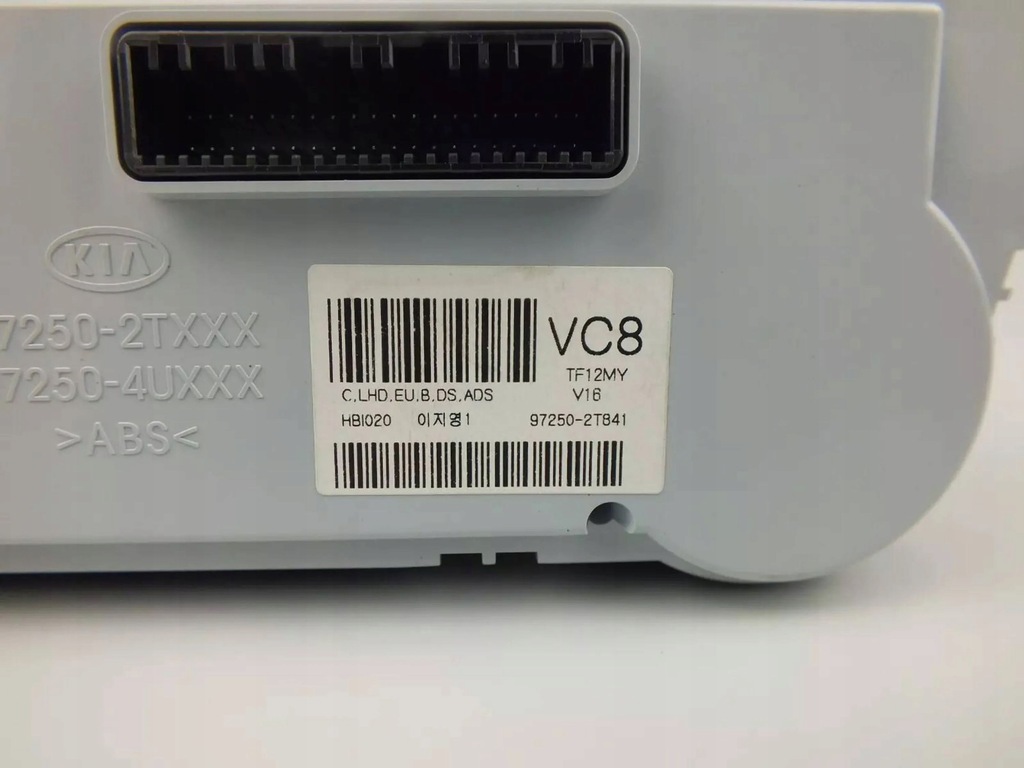 KIA
7250-2TXXX
7250-4UXXX
>ABS<
VC8
TF12MY
C,LHD,EU,B,DS,ADS V16
HBI020 이지영1 97250-2T841